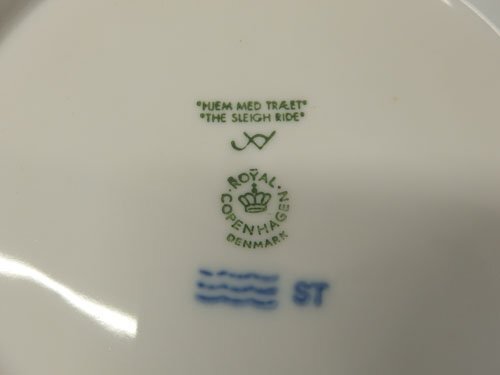 "HJEM MED TRÆET"
"THE SLEIGH RIDE"
ROYAL
COPENHAGEN
DENMARK
ST